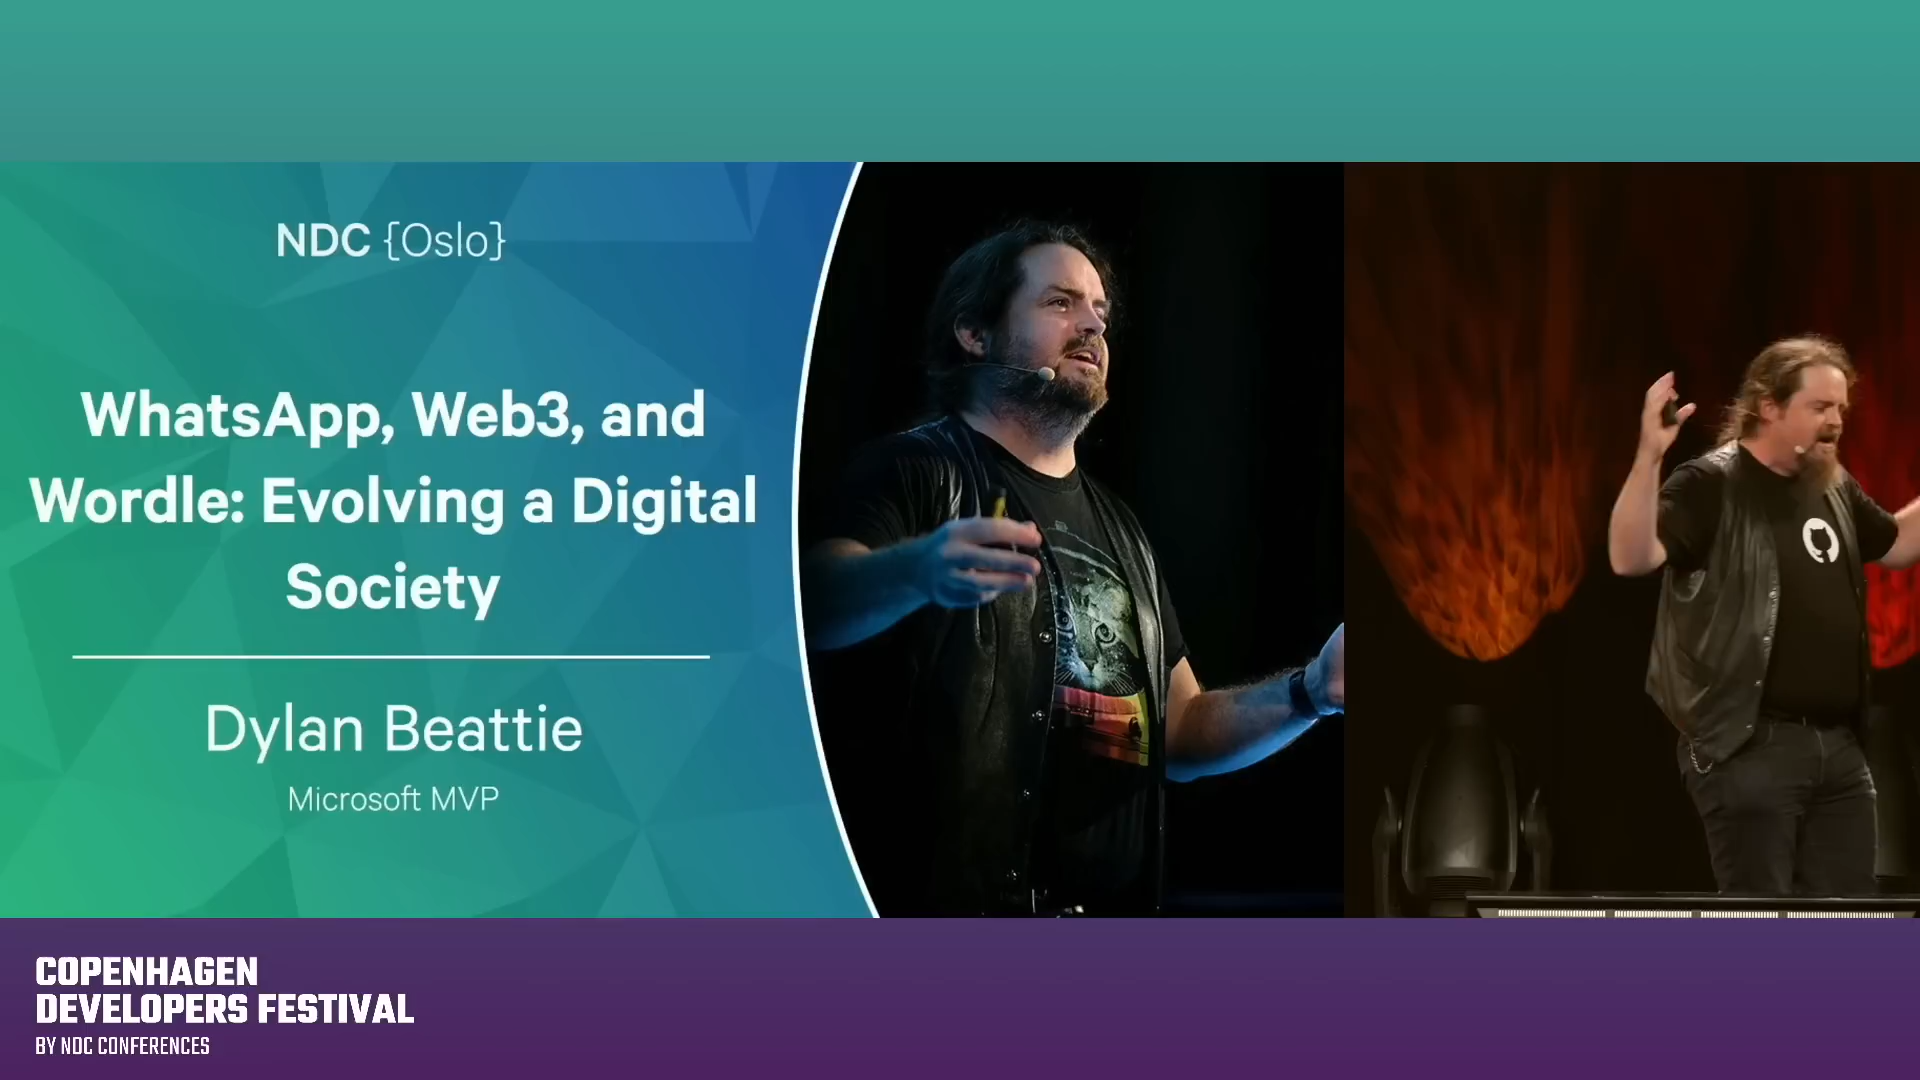 NDC {Oslo}
WhatsApp, Web3, and
Wordle: Evolving a Digital
Society
Dylan Beattie
Microsoft MVP
COPENHAGEN
DEVELOPERS FESTIVAL
BY NDC CONFERENCES